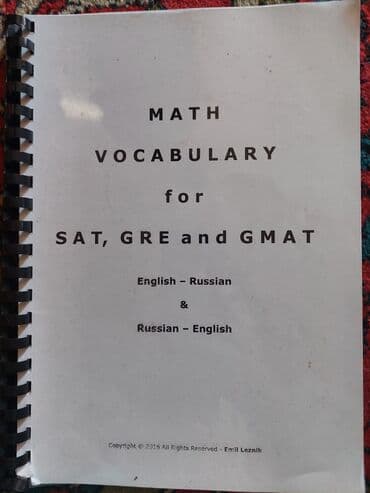 MATH
VOCABULARY
for
SAT, GRE and GMAT
English – Russian
&
Russian – English
Copyright © 2016 All Rights Reserved - Emil Leznik